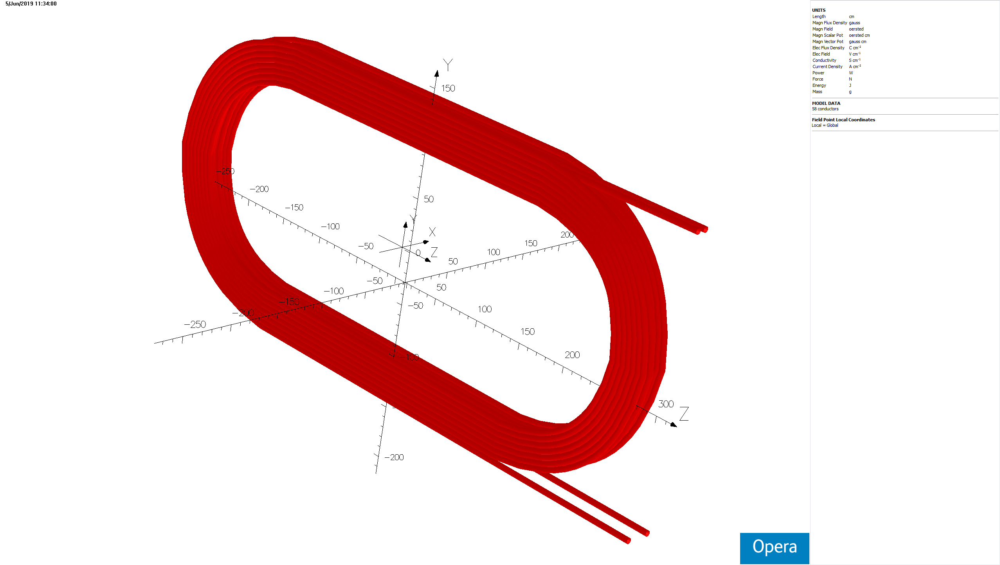 5/Jun/2019 11:34:00
UNITS
Length cm
Magn Flux Density gauss
Magn Field oersted
Magn Scalar Pot oersted cm
Magn Vector Pot gauss cm
Elec Flux Density C cm⁻²
Elec Field V cm⁻¹
Conductivity S cm⁻¹
Current Density A cm⁻²
Power W
Force N
Energy J
Mass g
MODEL DATA
58 conductors
Field Point Local Coordinates
Local = Global
Y
150
−250
−200
50
−150
Y
−100
X
200
150
−50
Z
0
100
50
−50
50
−100
−150
−50
100
−200
−250
150
200
−100
300
Z
−200
Opera